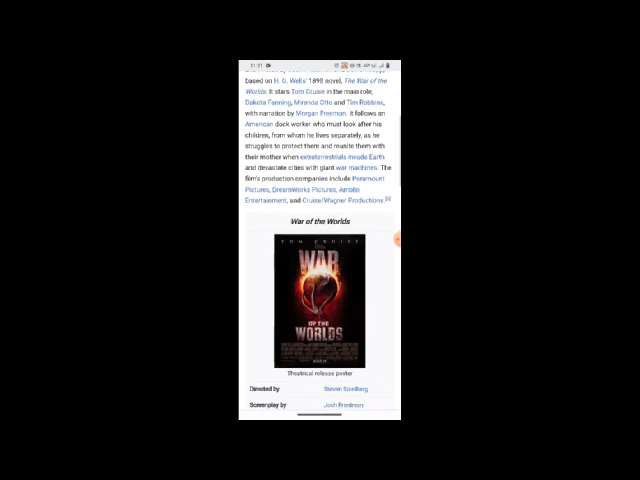 11:31
based on H. G. Wells' 1898 novel, The War of the
Worlds. It stars Tom Cruise in the main role,
Dakota Fanning, Miranda Otto and Tim Robbins,
with narration by Morgan Freeman. It follows an
American dock worker who must look after his
children, from whom he lives separately, as he
struggles to protect them and reunite them with
their mother when extraterrestrials invade Earth
and devastate cities with giant war machines. The
film's production companies include Paramount
Pictures, DreamWorks Pictures, Amblin
Entertainment, and Cruise/Wagner Productions.
War of the Worlds
TOM CRUISE
WAR
OF THE
WORLDS
Theatrical release poster
Directed by Steven Spielberg
Screenplay by Josh Friedman